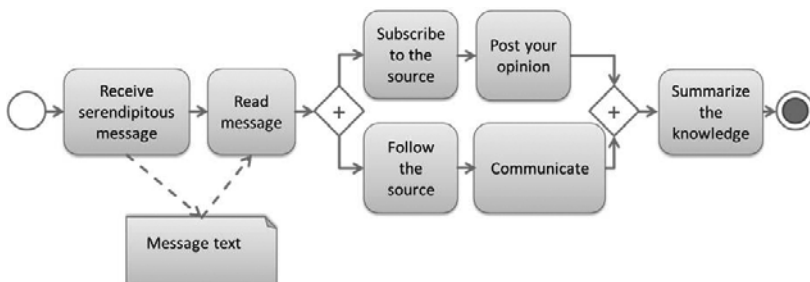 Receive
serendipitous
message
Read
message
+
Subscribe
to the
source
Post your
opinion
Follow
the
source
Communicate
+
Summarize
the
knowledge
Message text